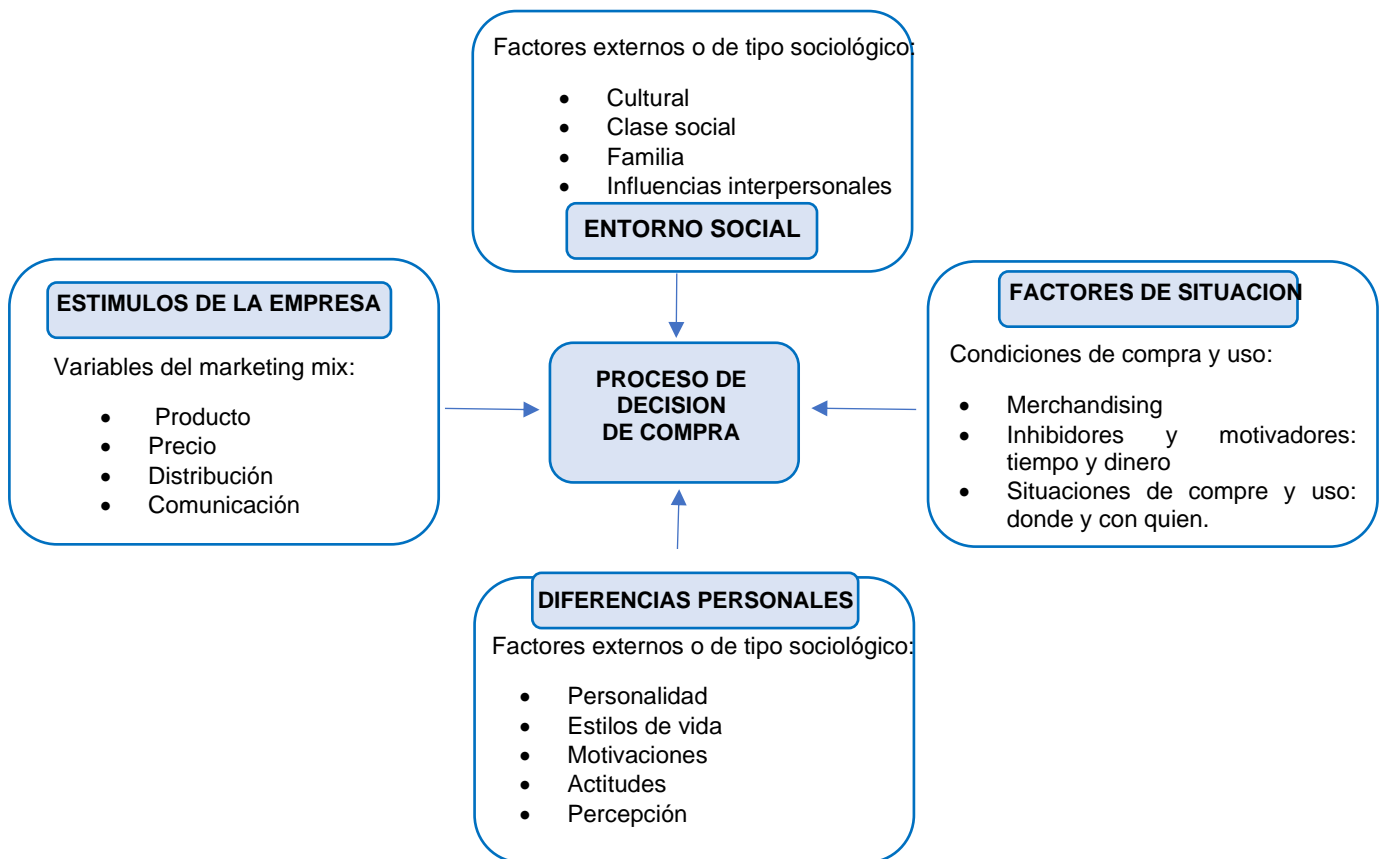 Factores externos o de tipo sociológico:
• Cultural
• Clase social
• Familia
• Influencias interpersonales
ENTORNO SOCIAL
ESTIMULOS DE LA EMPRESA
Variables del marketing mix:
• Producto
• Precio
• Distribución
• Comunicación
PROCESO DE
DECISION
DE COMPRA
FACTORES DE SITUACION
Condiciones de compra y uso:
• Merchandising
• Inhibidores y motivadores:
tiempo y dinero
• Situaciones de compre y uso:
donde y con quien.
DIFERENCIAS PERSONALES
Factores externos o de tipo sociológico:
• Personalidad
• Estilos de vida
• Motivaciones
• Actitudes
• Percepción